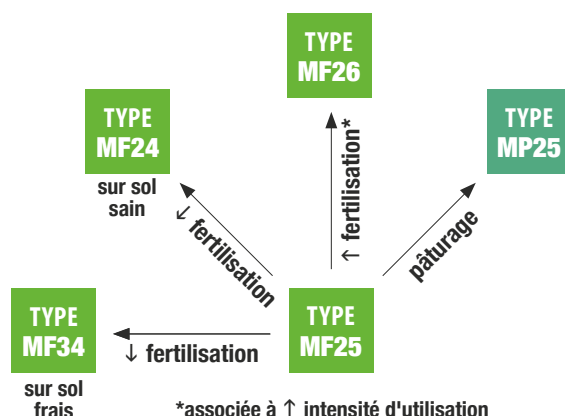 TYPE
MF26
TYPE
MF24
sur sol
sain
TYPE
MP25
↓ fertilisation
↑ fertilisation*
pâturage
TYPE
MF34
sur sol
frais
↓ fertilisation
TYPE
MF25
*associée à ↑ intensité d'utilisation